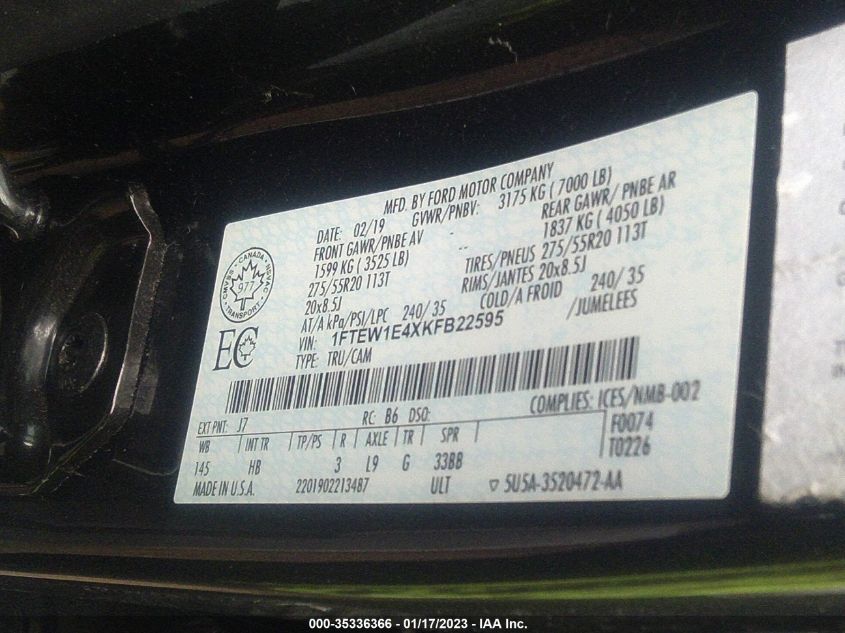 MFD. BY FORD MOTOR COMPANY
DATE: 02/19 GVWR/PNBV: 3175 KG ( 7000 LB)
FRONT GAWR/PNBE AV -- REAR GAWR/ PNBE AR
1599 KG ( 3525 LB) 1837 KG ( 4050 LB)
275/55R20 113T TIRES/PNEUS 275/55R20 113T
20x8.5J RIMS/JANTES 20x8.5J
AT/A kPa/PSI/LPC 240/ 35 COLD/A FROID 240/ 35
VIN: 1FTEW1E4XKFB22595 /JUMELEES
TYPE: TRU/CAM
CANADA
CMVSS NSVAC
977
TRANSPORT
EC
EXT PNT: J7 RC: B6 DSO: COMPLIES: ICES/NMB-002
WB INT TR TP/PS R AXLE TR SPR F0074
145 HB 3 L9 G 33BB T0226
MADE IN U.S.A. 2201902213487 ULT ▽ 5U5A-3520472-AA
000-35336366 — 01/17/2023 — IAA Inc.